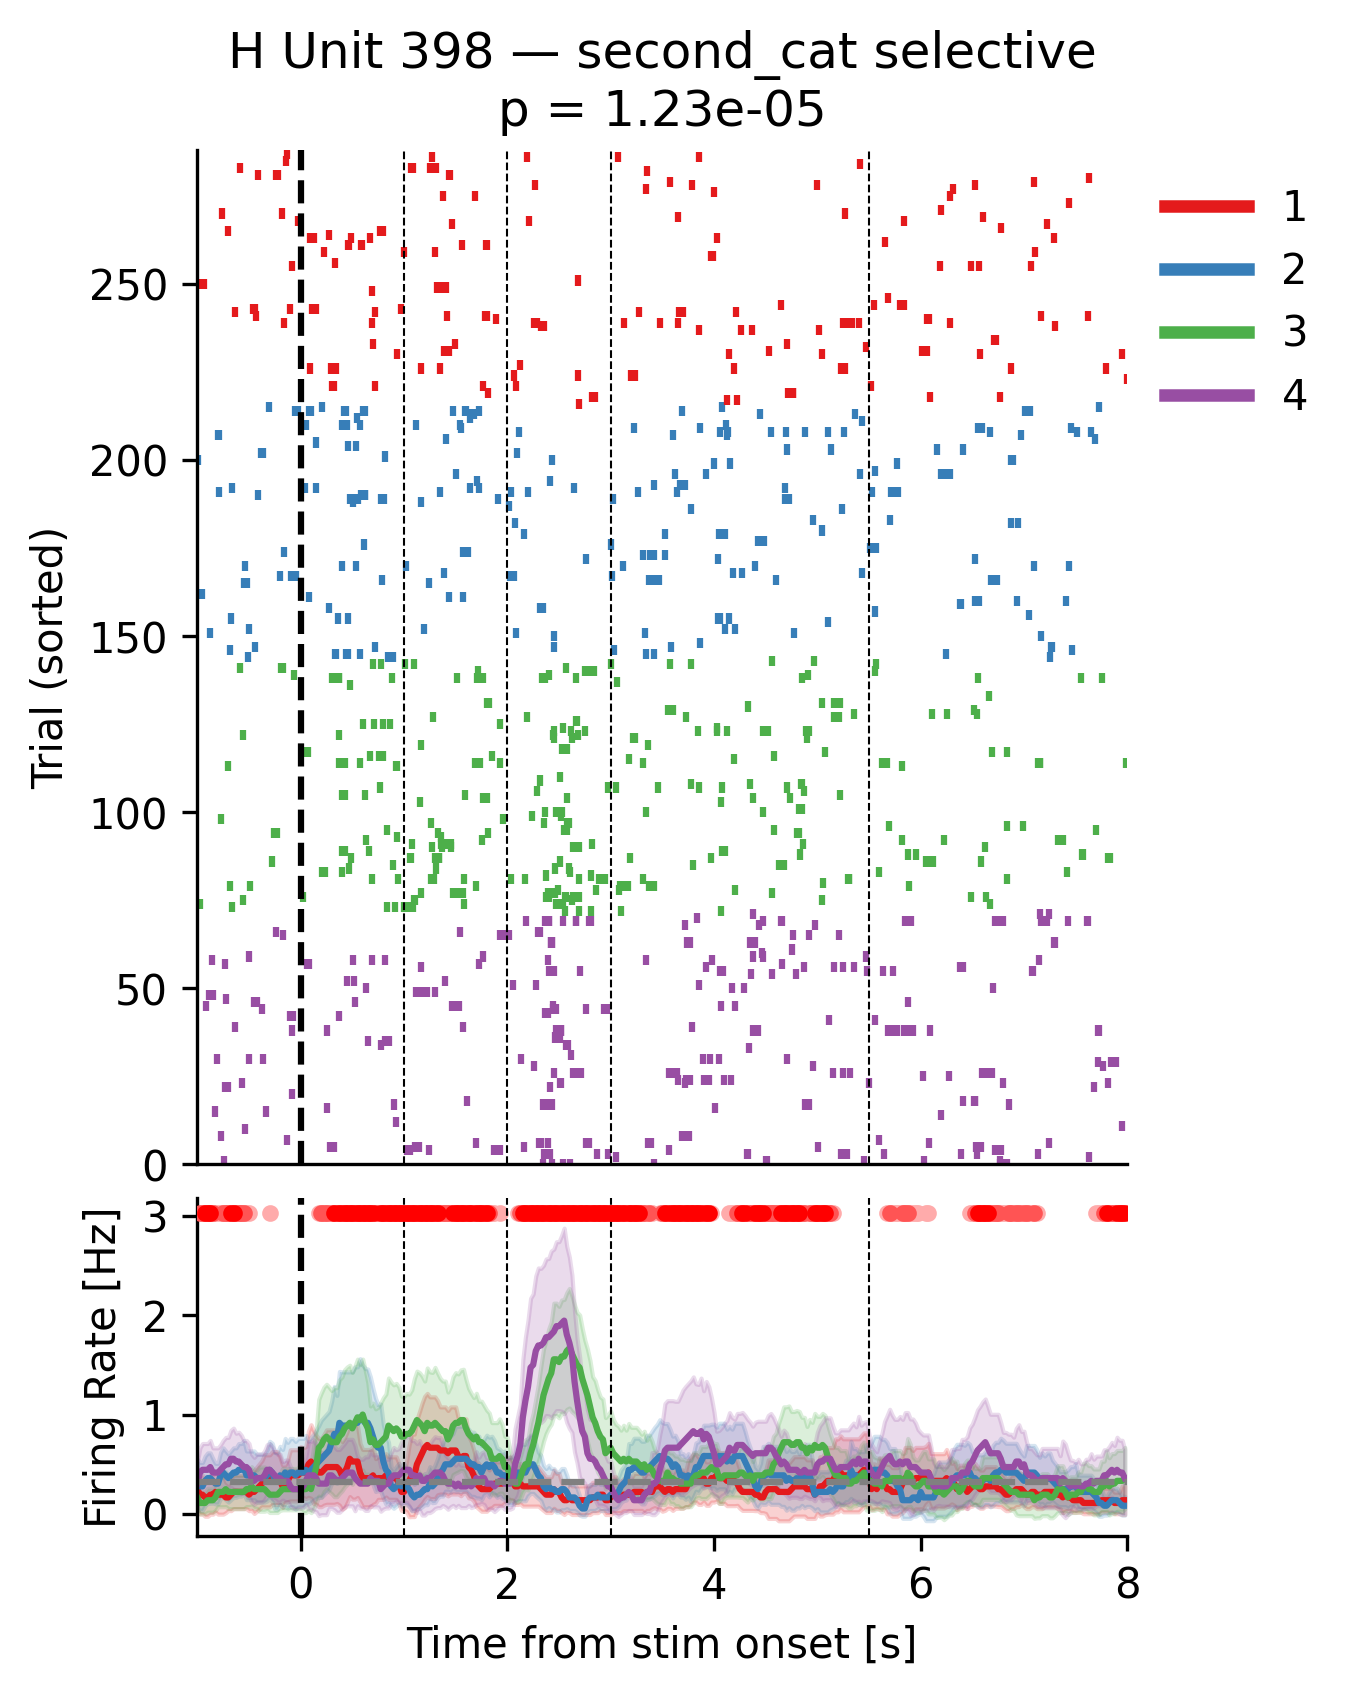 H Unit 398 — second_cat selective
p = 1.23e-05
1
2
3
4
Trial (sorted)
250
200
150
100
50
0
Firing Rate [Hz]
3
2
1
0
0 2 4 6 8
Time from stim onset [s]